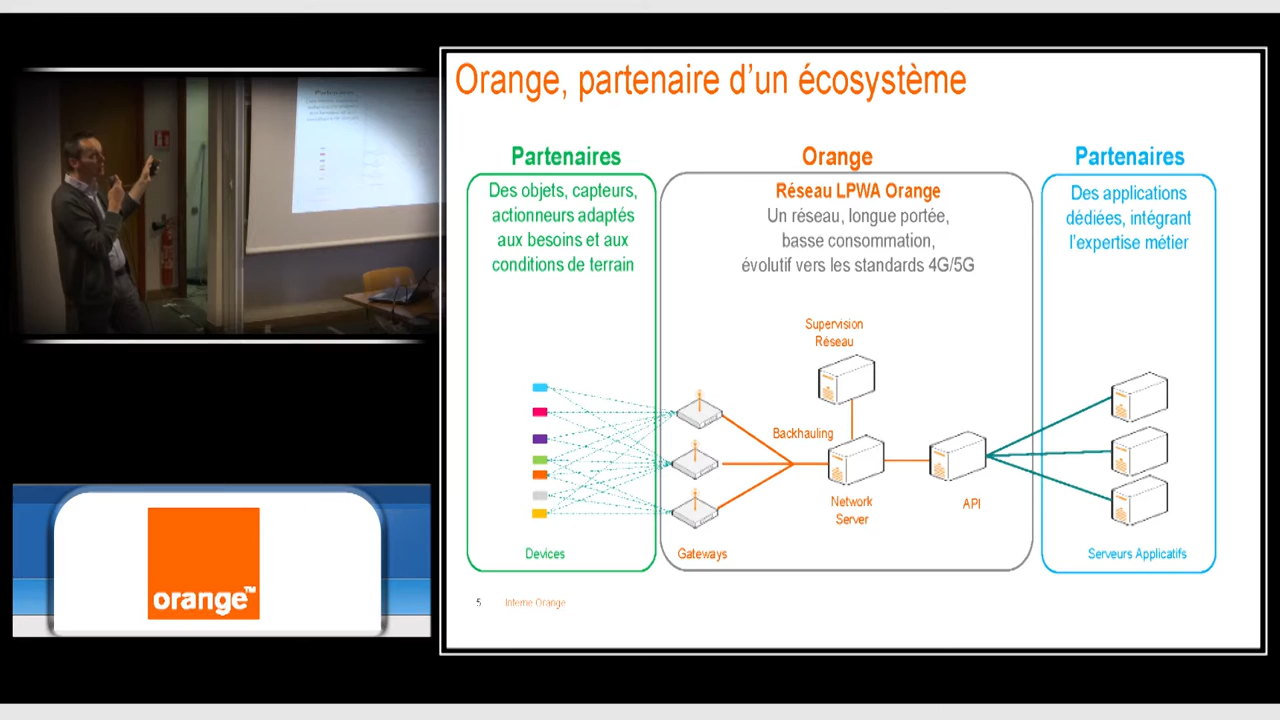 Orange, partenaire d'un écosystème
Partenaires
Des objets, capteurs,
actionneurs adaptés
aux besoins et aux
conditions de terrain
Devices
Orange
Réseau LPWA Orange
Un réseau, longue portée,
basse consommation,
évolutif vers les standards 4G/5G
Supervision
Réseau
Backhauling
Network
Server
API
Gateways
Partenaires
Des applications
dédiées, intégrant
l'expertise métier
Serveurs Applicatifs
5 Interne Orange
Partenaires
orange™